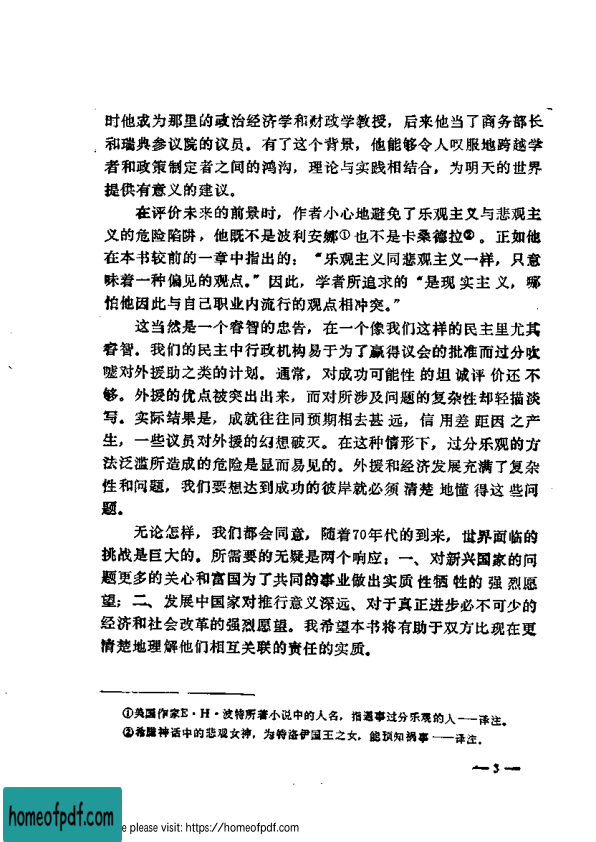 时他成为那里的政治经济学和财政学教授，后来他当了商务部长
和瑞典参议院的议员。有了这个背景，他能够令人叹服地跨越学
者和政策制定者之间的鸿沟，理论与实践相结合，为明天的世界
提供有意义的建议。
在评价未来的前景时，作者小心地避免了乐观主义与悲观主
义的危险陷阱，他既不是波利安娜①也不是卡桑德拉②。正如他
在本书较前的一章中指出的：“乐观主义同悲观主义一样，只意
味着一种偏见的观点。”因此，学者所追求的“是现实主义，哪
怕他因此与自己职业内流行的观点相冲突。”
这当然是一个睿智的忠告，在一个像我们这样的民主里尤其
睿智。我们的民主中行政机构易于为了赢得议会的批准而过分吹
嘘对外援助之类的计划。通常，对成功可能性的坦诚评价还不
够。外援的优点被突出出来，而对所涉及问题的复杂性却轻描淡
写。实际结果是，成就往往同预期相去甚远，信用差距因之产
生，一些议员对外援的幻想破灭。在这种情形下，过分乐观的方
法泛滥所造成的危险是显而易见的。外援和经济发展充满了复杂
性和问题，我们要想达到成功的彼岸就必须清楚地懂得这些问
题。
无论怎样，我们都会同意，随着70年代的到来，世界面临的
挑战是巨大的。所需要的无疑是两个响应：一、对新兴国家的问
题更多的关心和富国为了共同的事业做出实质性牺牲的强烈愿
望；二、发展中国家对推行意义深远、对于真正进步必不可少的
经济和社会改革的强烈愿望。我希望本书将有助于双方比现在更
清楚地理解他们相互关联的责任的实质。
①美国作家E·H·波特所著小说中的人名，指遇事过分乐观的人——译注。
②希腊神话中的悲观女神，为特洛伊国王之女，能预知祸事——译注。
—3—
homeofpdf.com
e please visit: https://homeofpdf.com